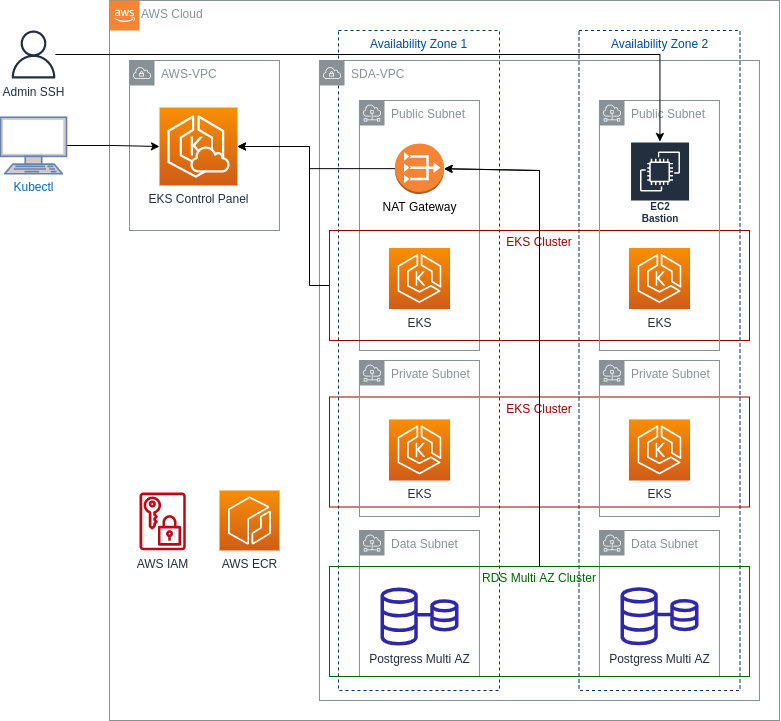 aws
AWS Cloud
Availability Zone 1
Availability Zone 2
Admin SSH
AWS-VPC
SDA-VPC
Public Subnet
Public Subnet
Kubectl
EKS Control Panel
NAT Gateway
EC2
Bastion
EKS Cluster
EKS
EKS
Private Subnet
Private Subnet
EKS Cluster
EKS
EKS
AWS IAM
AWS ECR
Data Subnet
Data Subnet
RDS Multi AZ Cluster
Postgress Multi AZ
Postgress Multi AZ